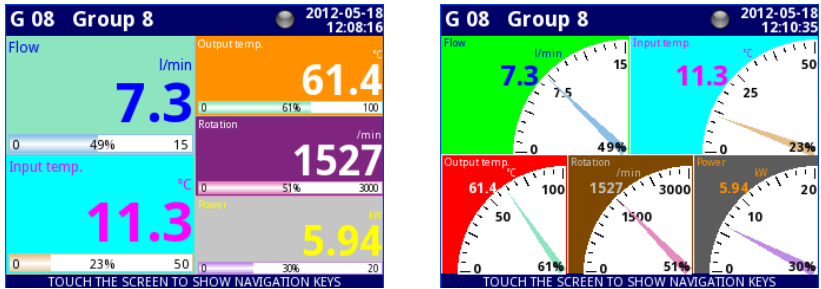 G 08 Group 8
2012-05-18
12:08:16
Flow
l/min
7.3
0 49% 15
Input temp.
°C
11.3
0 23% 50
Output temp.
°C
61.4
0 61% 100
Rotation
/min
1527
0 51% 3000
Power
kW
5.94
0 30% 20
TOUCH THE SCREEN TO SHOW NAVIGATION KEYS
G 08 Group 8
2012-05-18
12:10:35
Flow
l/min
7.3
15
7.5
0
49%
Input temp.
°C
11.3
50
25
0
23%
Output temp.
°C
61.4
100
50
0
61%
Rotation
/min
1527
3000
1500
0
51%
Power
kW
5.94
20
10
0
30%
TOUCH THE SCREEN TO SHOW NAVIGATION KEYS